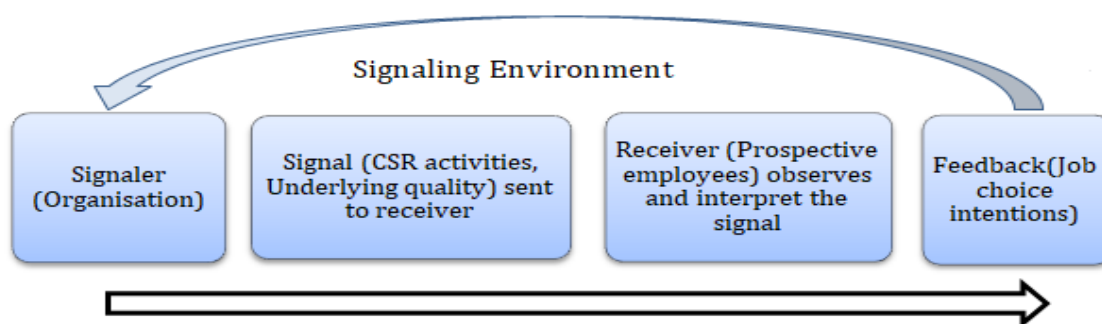 Signaling Environment
Signaler
(Organisation)
Signal (CSR activities,
Underlying quality) sent
to receiver
Receiver (Prospective
employees) observes
and interpret the
signal
Feedback(Job
choice
intentions)